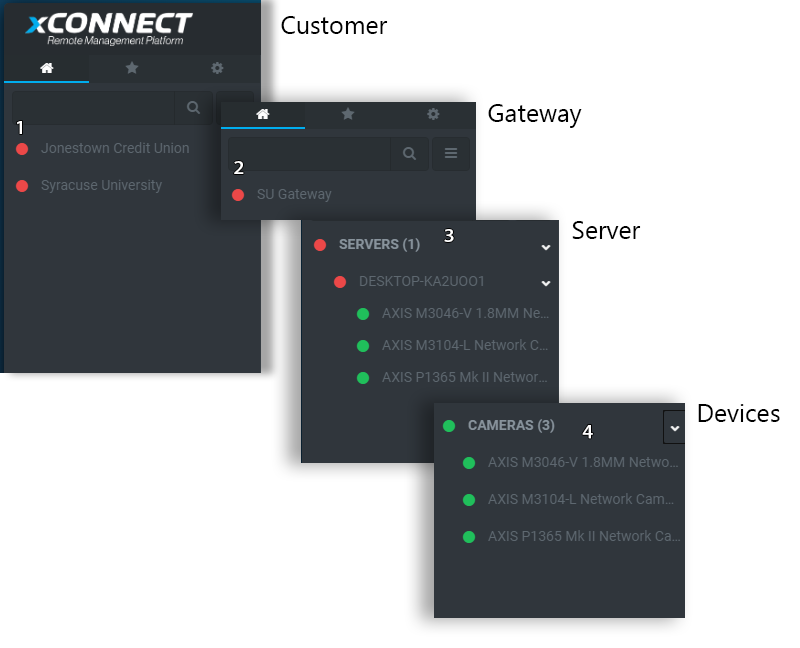 xCONNECT
Remote Management Platform
Customer
1
Jonestown Credit Union
Syracuse University
Gateway
2
SU Gateway
Server
3
SERVERS (1)
DESKTOP-KA2UOO1
AXIS M3046-V 1.8MM Ne...
AXIS M3104-L Network C...
AXIS P1365 Mk II Networ...
Devices
4
CAMERAS (3)
AXIS M3046-V 1.8MM Netwo...
AXIS M3104-L Network Cam...
AXIS P1365 Mk II Network Ca...